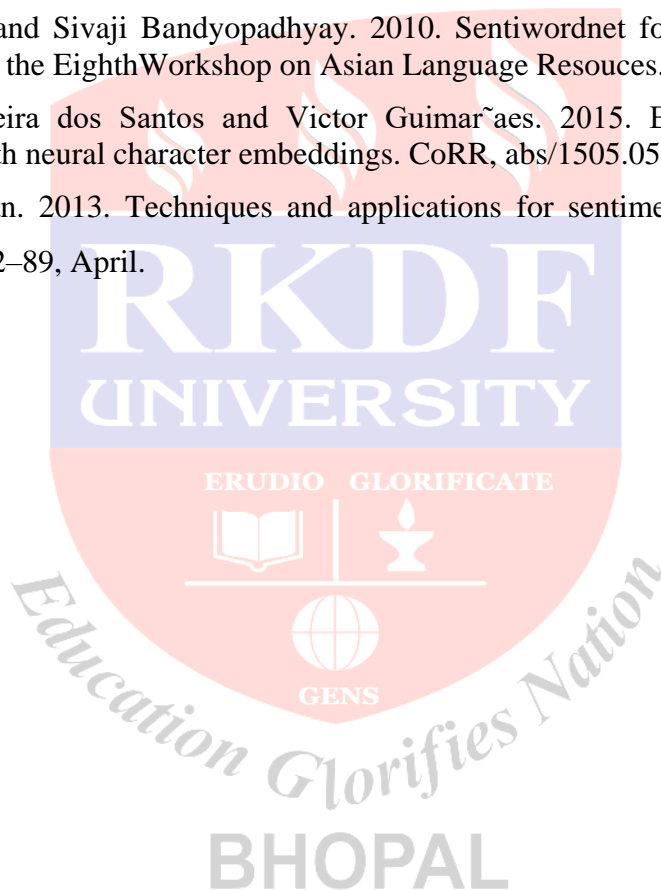 and Sivaji Bandyopadhyay. 2010. Sentiwordnet fo
the EighthWorkshop on Asian Language Resouces.
eira dos Santos and Victor Guimar˜aes. 2015. E
th neural character embeddings. CoRR, abs/1505.05
an. 2013. Techniques and applications for sentime
2–89, April.
RKDF
UNIVERSITY
ERUDIO GLORIFICATE
GENS
Education Glorifies Nation
BHOPAL